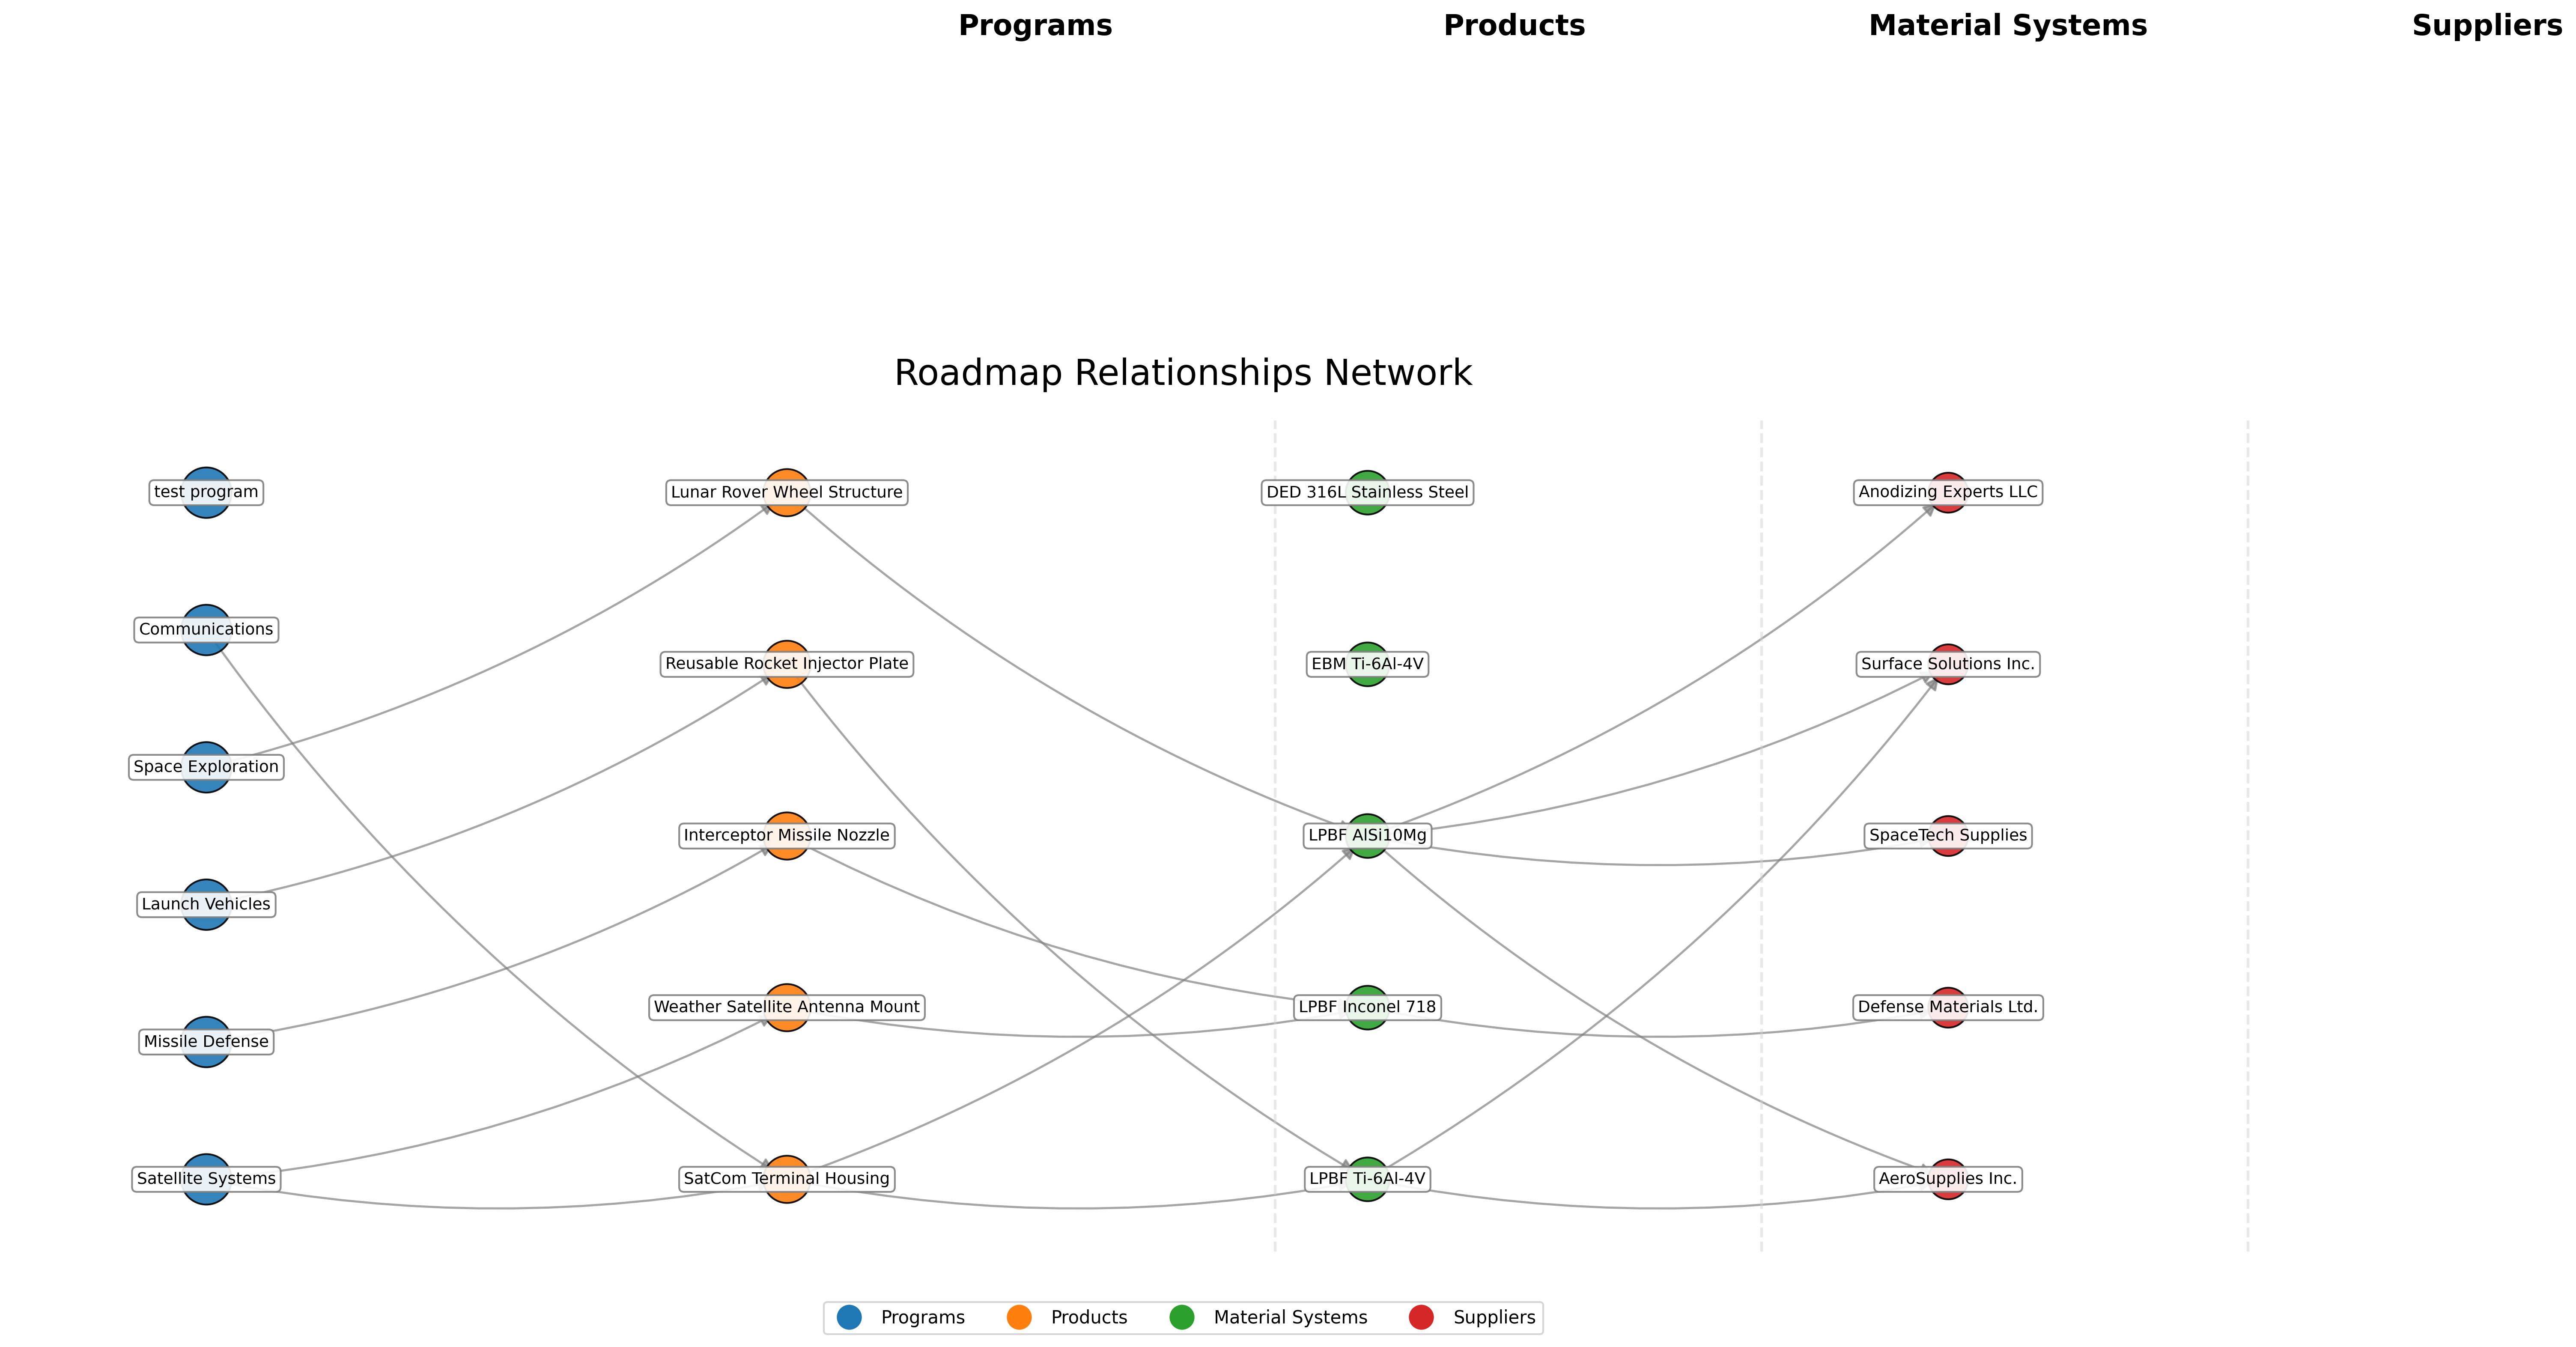 Programs Products Material Systems Suppliers
Roadmap Relationships Network
test program
Lunar Rover Wheel Structure
DED 316L Stainless Steel
Anodizing Experts LLC
Communications
Reusable Rocket Injector Plate
EBM Ti-6Al-4V
Surface Solutions Inc.
Space Exploration
Interceptor Missile Nozzle
LPBF AlSi10Mg
SpaceTech Supplies
Launch Vehicles
Weather Satellite Antenna Mount
LPBF Inconel 718
Defense Materials Ltd.
Missile Defense
Satellite Systems
SatCom Terminal Housing
LPBF Ti-6Al-4V
AeroSupplies Inc.
Programs Products Material Systems Suppliers